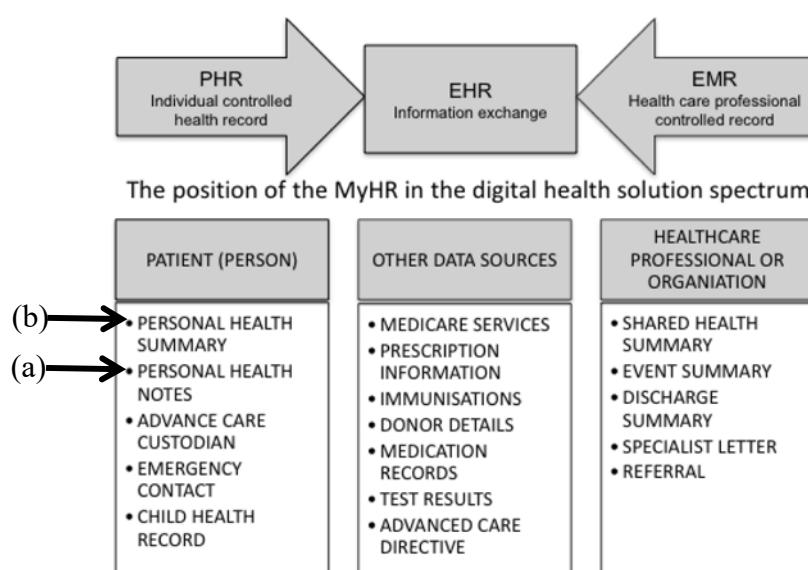 PHR
Individual controlled
health record
EHR
Information exchange
EMR
Health care professional
controlled record
The position of the MyHR in the digital health solution spectrum
PATIENT (PERSON)
(b)
• PERSONAL HEALTH
SUMMARY
(a)
• PERSONAL HEALTH
NOTES
• ADVANCE CARE
CUSTODIAN
• EMERGENCY
CONTACT
• CHILD HEALTH
RECORD
OTHER DATA SOURCES
• MEDICARE SERVICES
• PRESCRIPTION
INFORMATION
• IMMUNISATIONS
• DONOR DETAILS
• MEDICATION
RECORDS
• TEST RESULTS
• ADVANCED CARE
DIRECTIVE
HEALTHCARE
PROFESSIONAL OR
ORGANIATION
• SHARED HEALTH
SUMMARY
• EVENT SUMMARY
• DISCHARGE
SUMMARY
• SPECIALIST LETTER
• REFERRAL